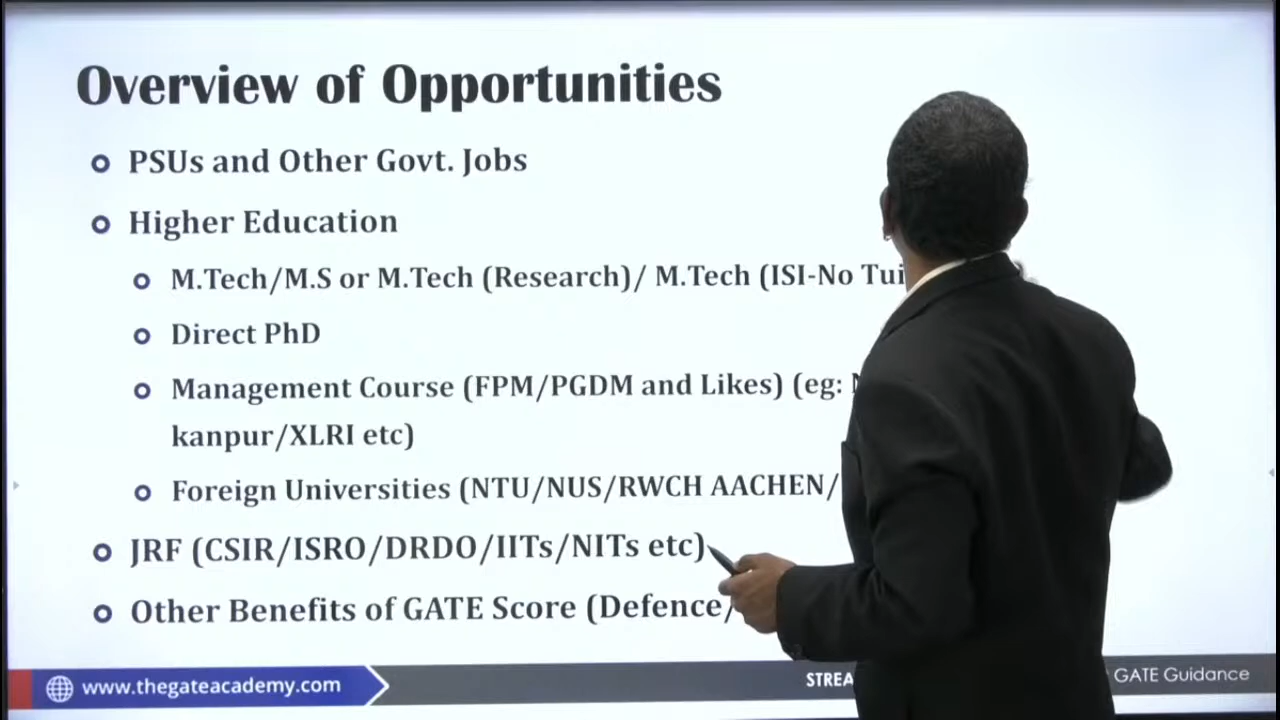 Overview of Opportunities
PSUs and Other Govt. Jobs
Higher Education
M.Tech/M.S or M.Tech (Research)/ M.Tech (ISI-No
Direct PhD
Management Course (FPM/PGDM and Likes) (eg:
kanpur/XLRI etc)
Foreign Universities (NTU/NUS/RWCH AACHEN/
JRF (CSIR/ISRO/DRDO/IITs/NITs etc)
Other Benefits of GATE Score (Defence/
www.thegateacademy.com
GATE Guidance